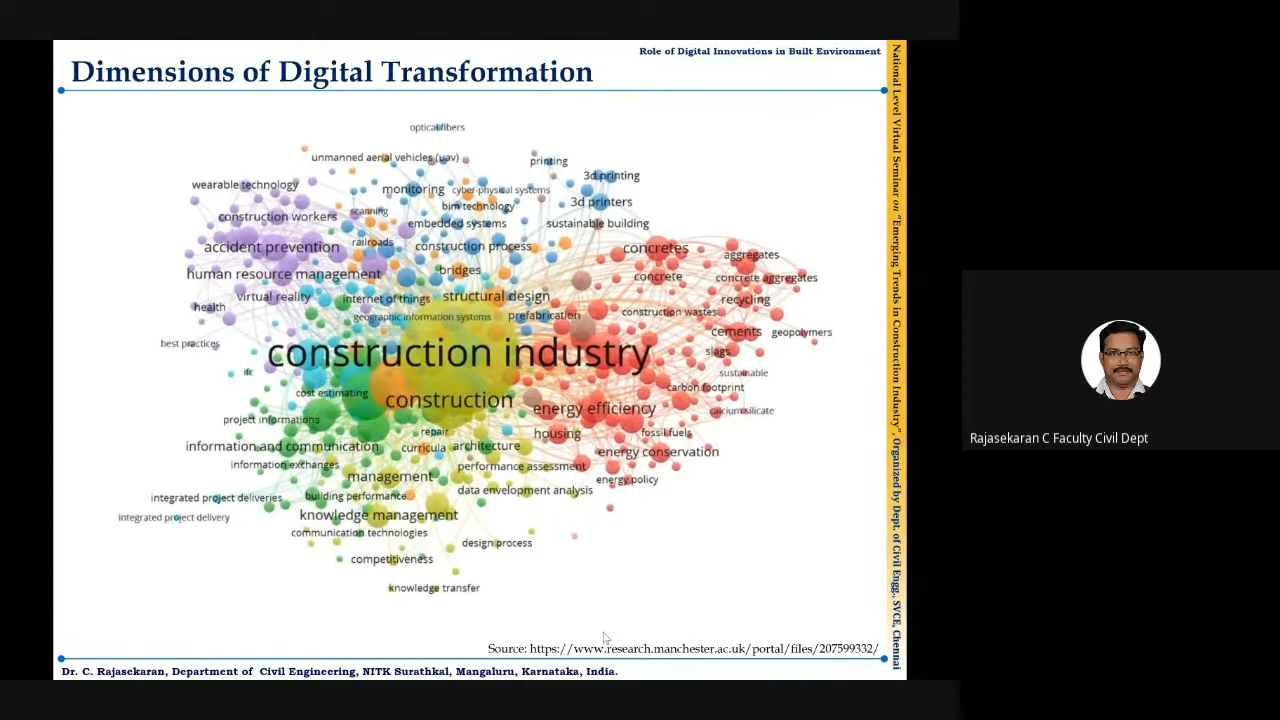 Role of Digital Innovations in Built Environment
Dimensions of Digital Transformation
optical fibers
unmanned aerial vehicles (uav)
printing
wearable technology
monitoring
cyber-physical systems
3d printing
bim technology
3d printers
construction workers
scanning
embedded systems
sustainable building
accident prevention
railroads
construction process
concretes
aggregates
human resource management
bridges
concrete
concrete aggregates
virtual reality
internet of things
structural design
recycling
health
geographic information systems
prefabrication
construction wastes
cements
geopolymers
best practices
construction industry
slags
ifc
sustainable
cost estimating
construction
carbon footprint
energy efficiency
calcium silicate
project informations
repair
housing
fossil fuels
information and communication
curricula
architecture
energy conservation
information exchanges
performance assessment
management
energy policy
integrated project deliveries
building performance
data envelopment analysis
integrated project delivery
knowledge management
communication technologies
design process
competitiveness
knowledge transfer
Source: https://www.research.manchester.ac.uk/portal/files/207599332/
Dr. C. Rajasekaran, Department of Civil Engineering, NITK Surathkal, Mangaluru, Karnataka, India.
National Level Virtual Seminar on "Emerging Trends in Construction Industry", Organized by Dept. of Civil Engg., SVCE, Chennai
Rajasekaran C Faculty Civil Dept